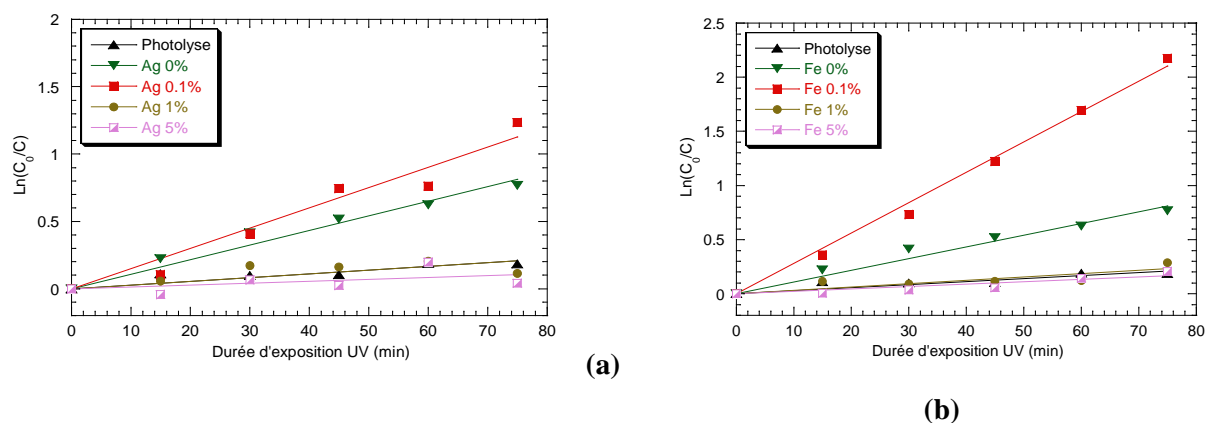 2
1.5
1
0.5
0
Ln(C0/C)
Photolyse
Ag 0%
Ag 0.1%
Ag 1%
Ag 5%
0 10 20 30 40 50 60 70 80
Durée d'exposition UV (min)
(a)
2.5
2
1.5
1
0.5
0
Ln(C0/C)
Photolyse
Fe 0%
Fe 0.1%
Fe 1%
Fe 5%
0 10 20 30 40 50 60 70 80
Durée d'exposition UV (min)
(b)